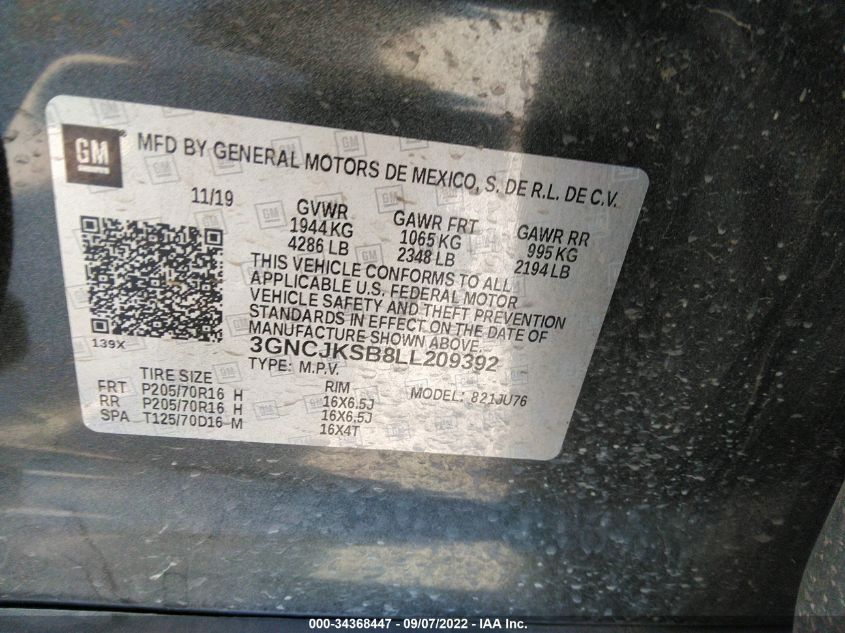 GM
MFD BY GENERAL MOTORS DE MEXICO, S. DE R.L. DE C.V.
11/19 GVWR GAWR FRT GAWR RR
1944 KG 1065 KG 995 KG
4286 LB 2348 LB 2194 LB
THIS VEHICLE CONFORMS TO ALL
APPLICABLE U.S. FEDERAL MOTOR
VEHICLE SAFETY AND THEFT PREVENTION
STANDARDS IN EFFECT ON THE DATE OF
MANUFACTURE SHOWN ABOVE.
139X
3GNCJKSB8LL209392
TYPE: M.P.V. MODEL: 821JU76
TIRE SIZE RIM
FRT P205/70R16 H 16X6.5J
RR P205/70R16 H 16X6.5J
SPA T125/70D16 M 16X4T
000-34368447 - 09/07/2022 - IAA Inc.